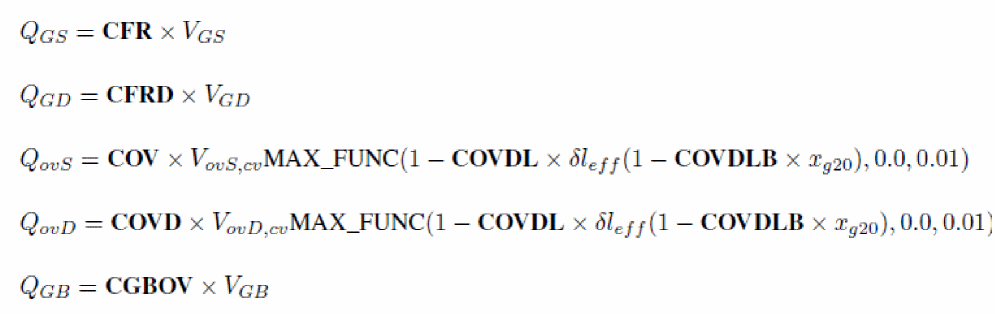 Q_{GS} = CFR × V_{GS}
Q_{GD} = CFRD × V_{GD}
Q_{ovS} = COV × V_{ovS,cv}MAX_FUNC(1 − COVDL × δl_{eff}(1 − COVDLB × x_{g20}), 0.0, 0.01)
Q_{ovD} = COVD × V_{ovD,cv}MAX_FUNC(1 − COVDL × δl_{eff}(1 − COVDLB × x_{g20}), 0.0, 0.01)
Q_{GB} = CGBOV × V_{GB}